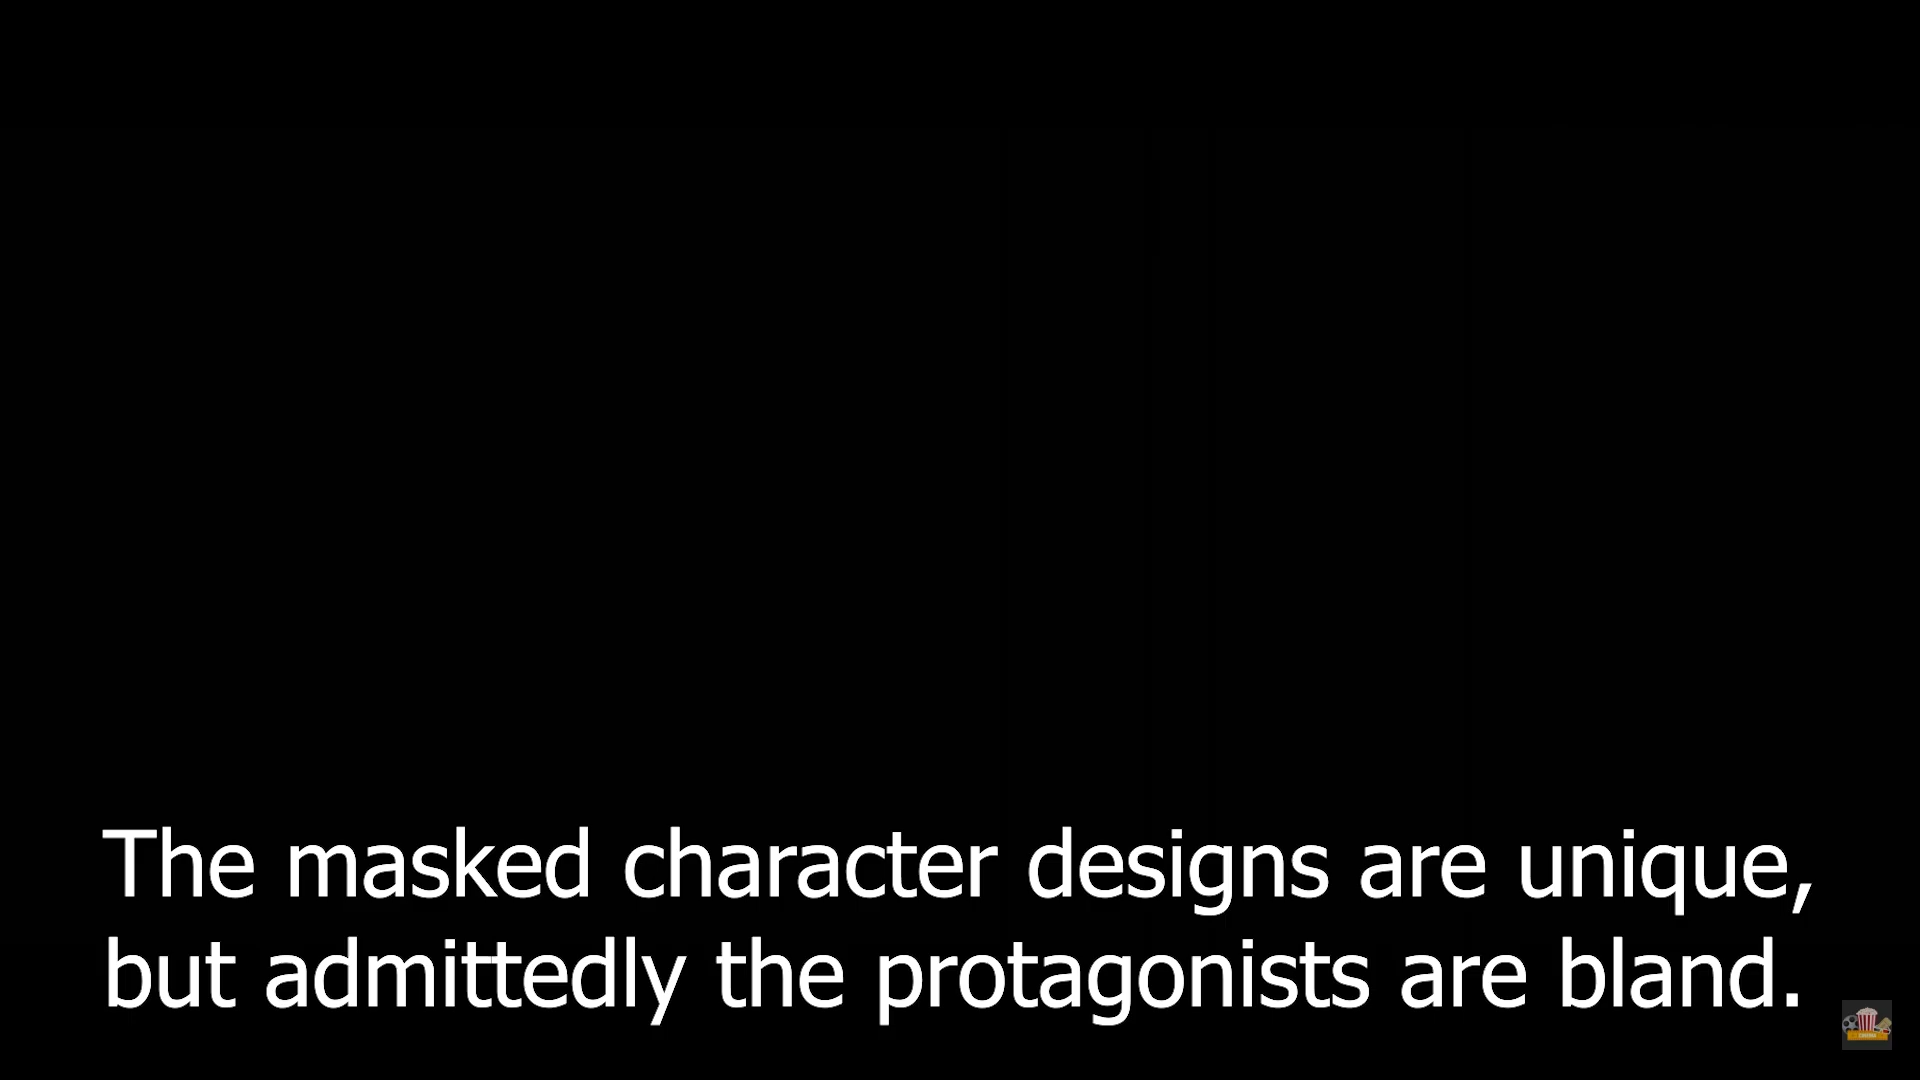 The masked character designs are unique,
but admittedly the protagonists are bland.